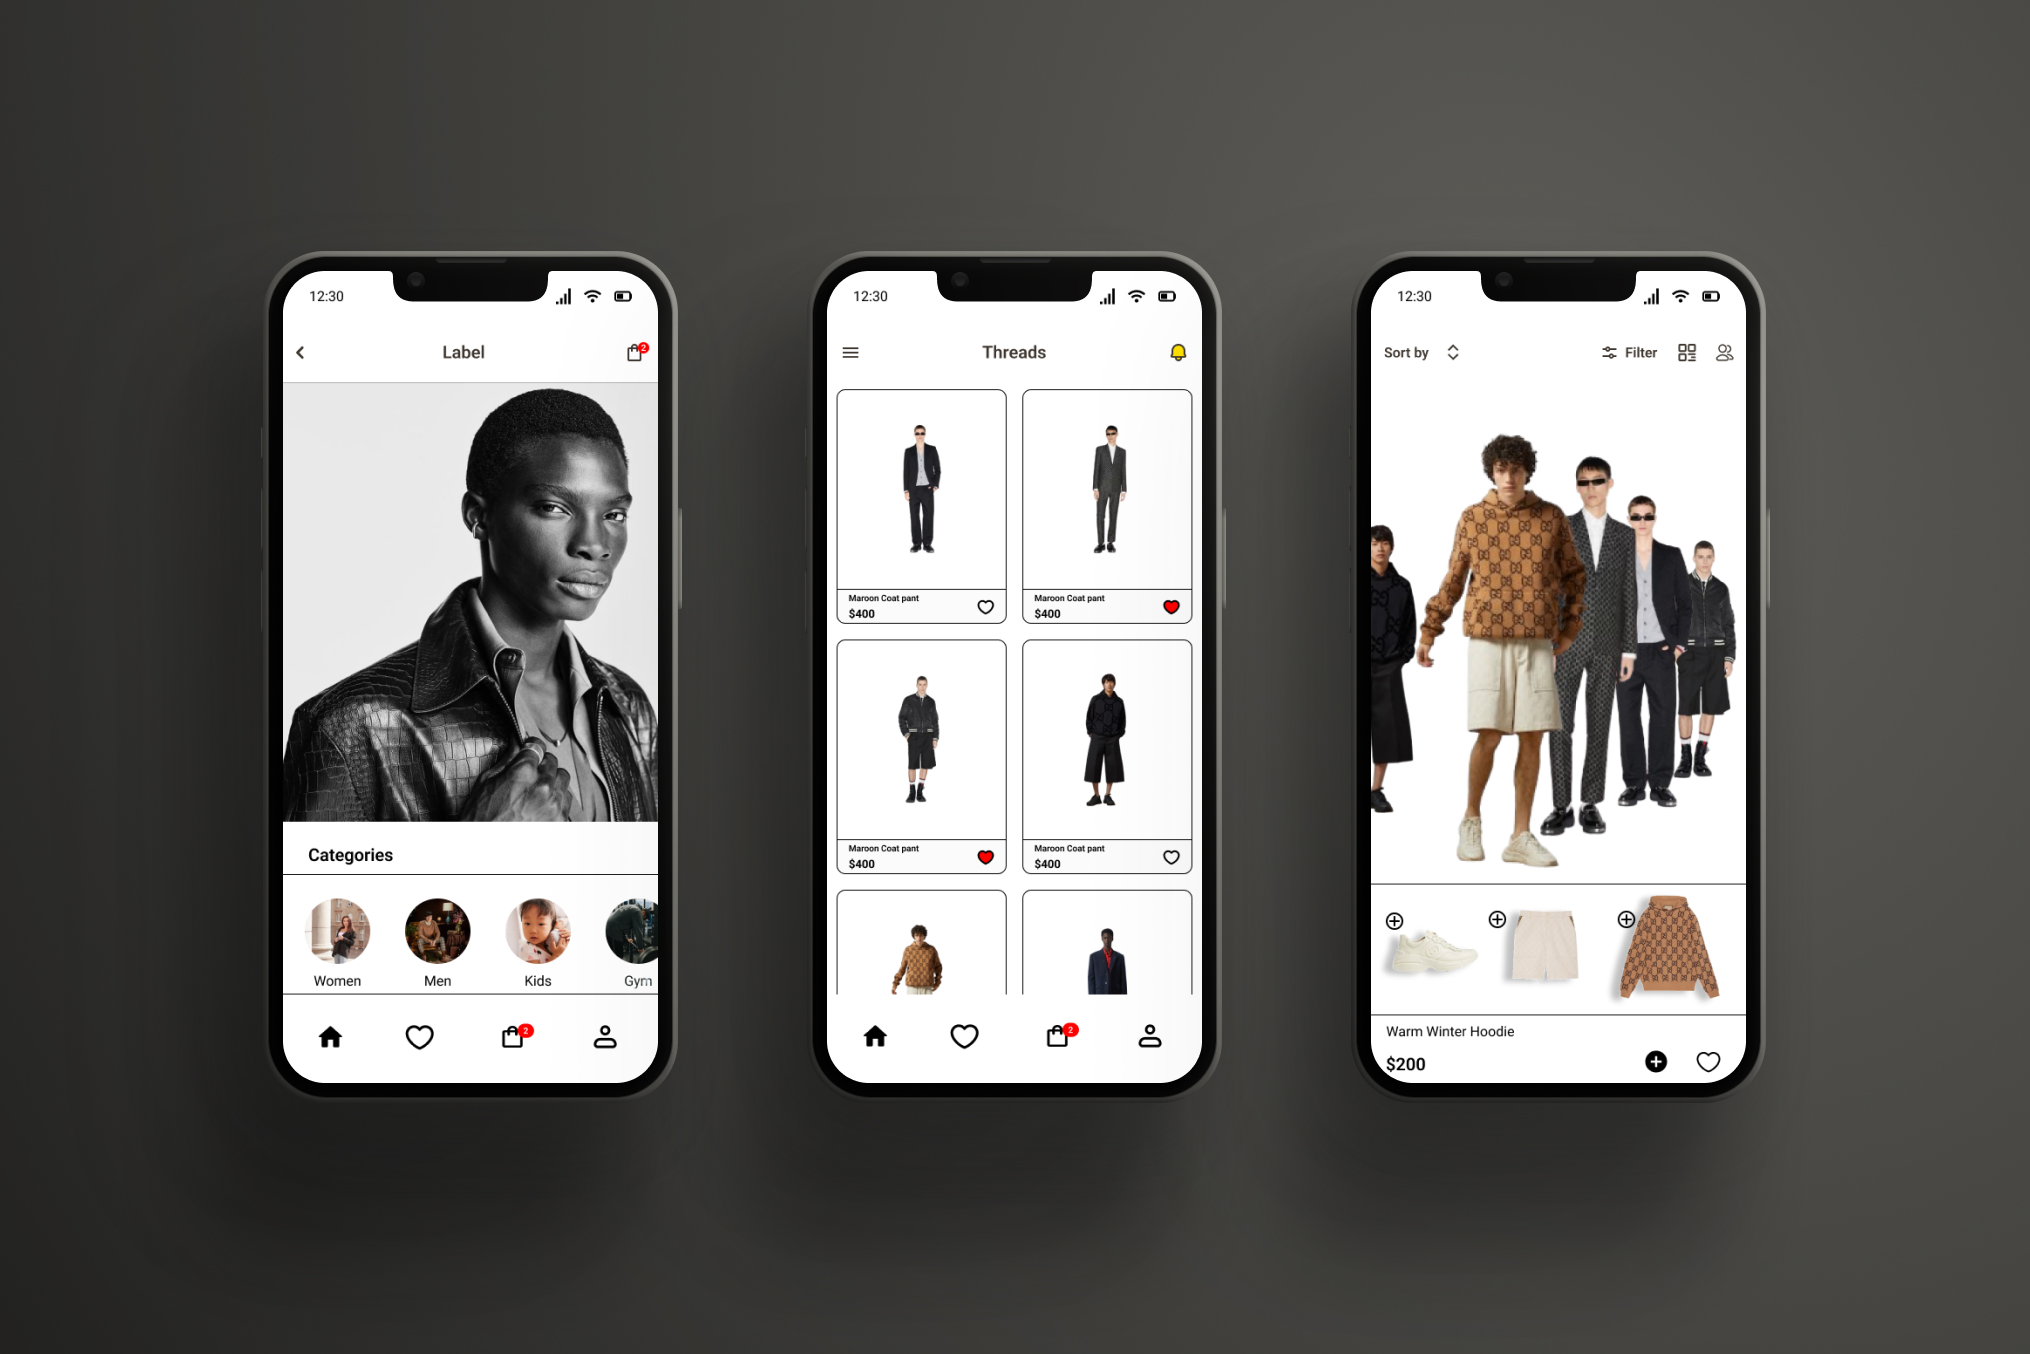 12:30
Label
2
Categories
Women
Men
Kids
Gym
2
12:30
Threads
Maroon Coat pant
$400
Maroon Coat pant
$400
Maroon Coat pant
$400
Maroon Coat pant
$400
2
12:30
Sort by
Filter
Warm Winter Hoodie
$200